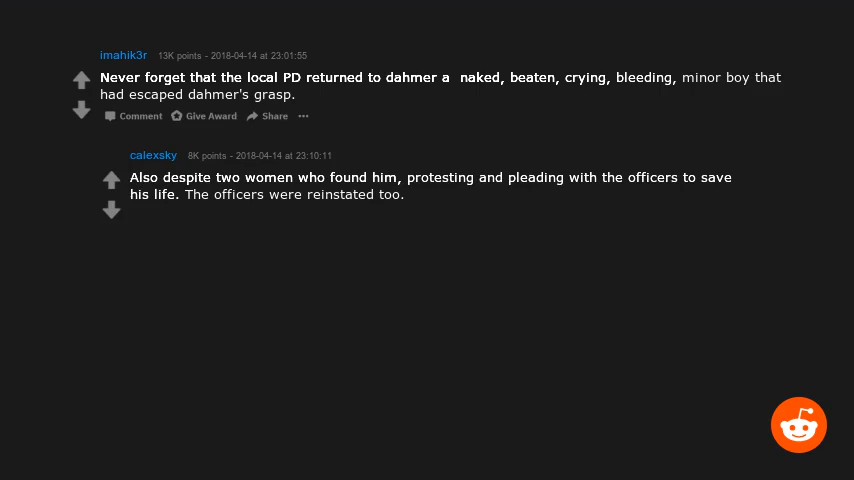 imahik3r 13K points - 2018-04-14 at 23:01:55
Never forget that the local PD returned to dahmer a  naked, beaten, crying, bleeding, minor boy that
had escaped dahmer's grasp.
Comment Give Award Share ···
calexsky 8K points - 2018-04-14 at 23:10:11
Also despite two women who found him, protesting and pleading with the officers to save
his life. The officers were reinstated too.